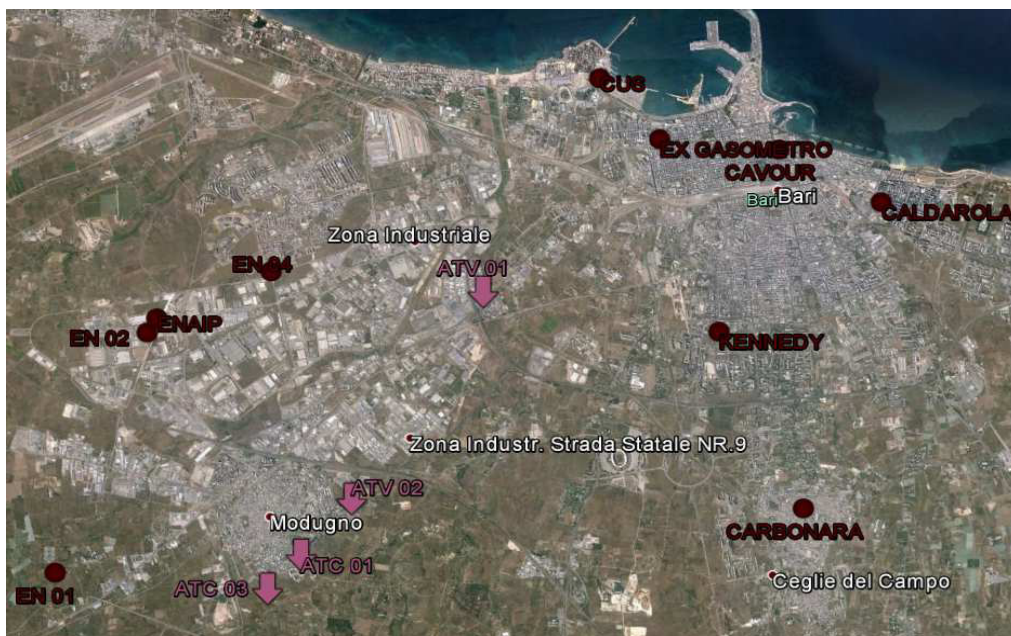 CUS
EX GASOMETRO
CAVOUR
Bari
Bari
CALDAROLA
Zona Industriale
EN 04
ATV 01
EN 02
ENAIP
KENNEDY
Zona Industr. Strada Statale NR.9
ATV 02
Modugno
CARBONARA
ATC 01
EN 01
ATC 03
Ceglie del Campo